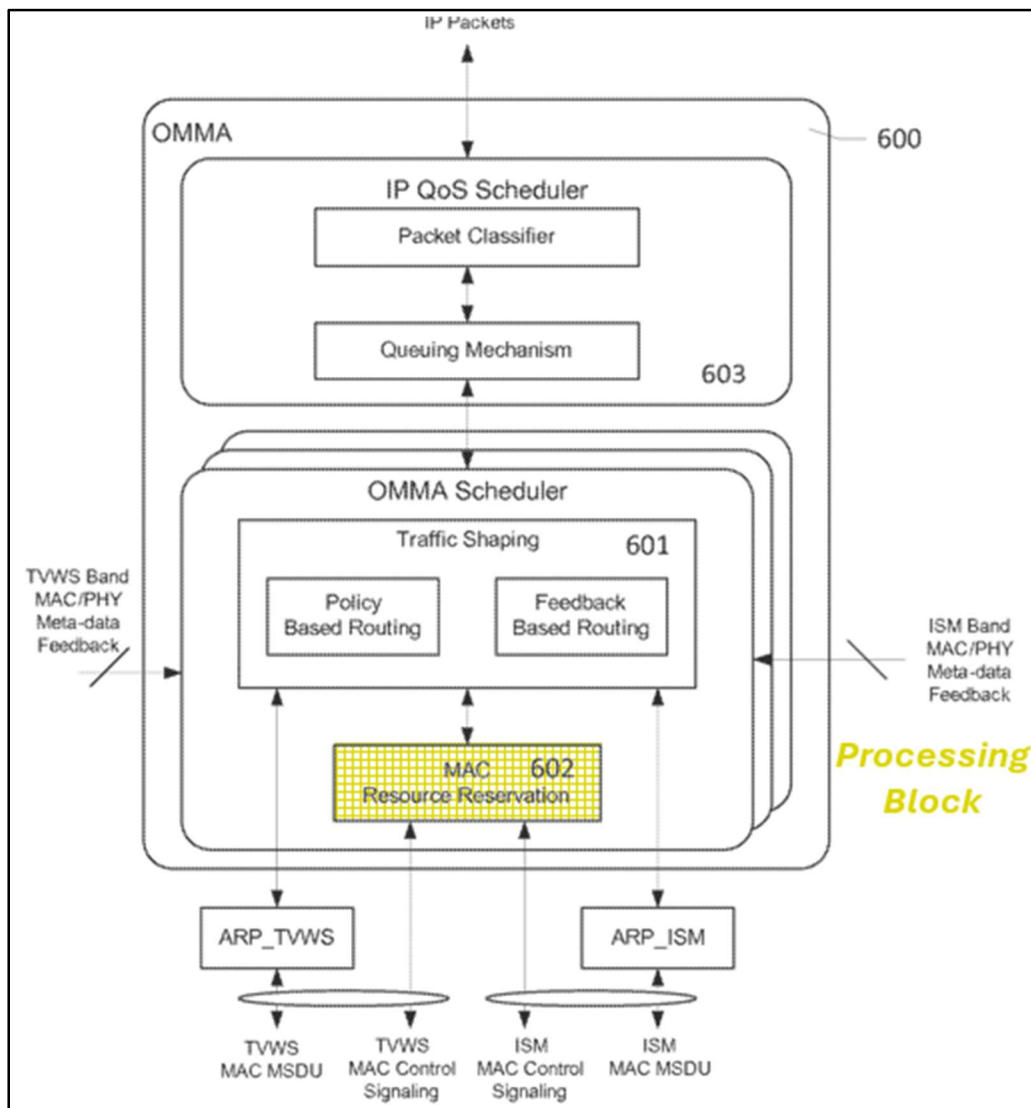 IP Packets
OMMA
600
IP QoS Scheduler
Packet Classifier
Queuing Mechanism
603
OMMA Scheduler
Traffic Shaping
601
Policy
Based Routing
Feedback
Based Routing
TVWS Band
MAC/PHY
Meta-data
Feedback
ISM Band
MAC/PHY
Meta-data
Feedback
MAC 602
Resource Reservation
Processing
Block
ARP_TVWS
ARP_ISM
TVWS
MAC MSDU
TVWS
MAC Control
Signaling
ISM
MAC Control
Signaling
ISM
MAC MSDU